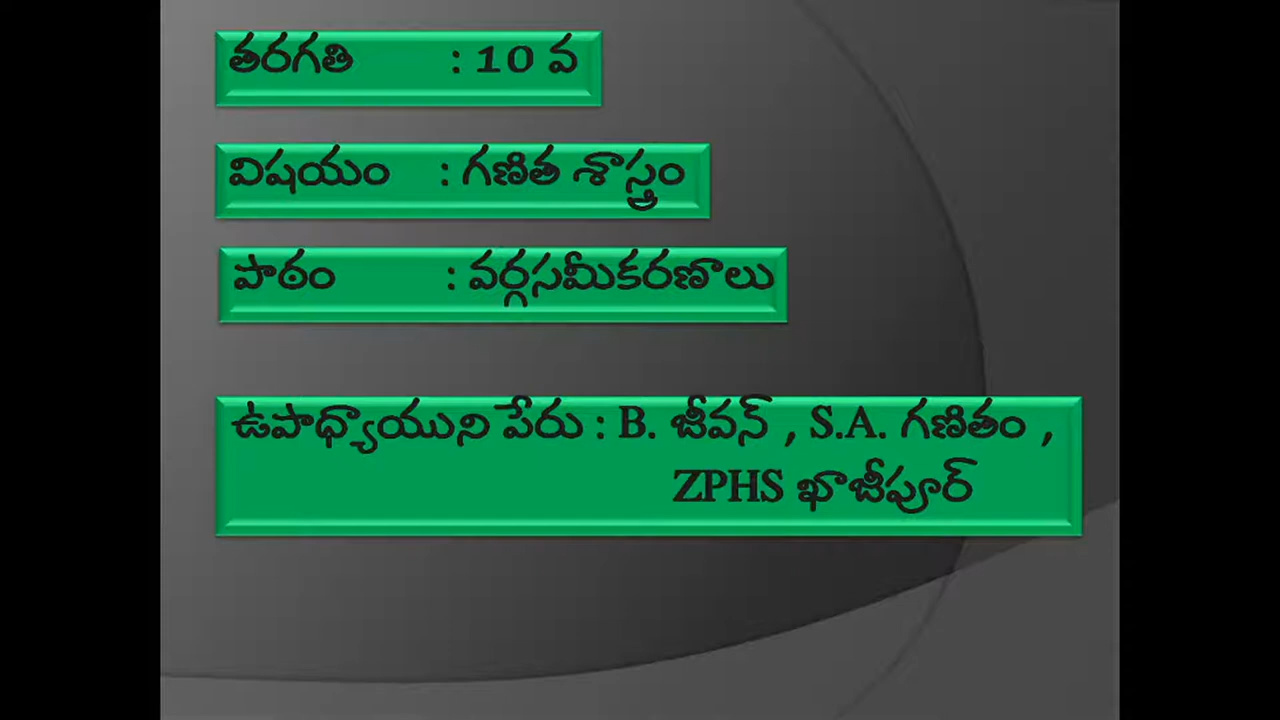 తరగతి : 10 వ
విషయం : గణిత శాస్త్రం
పాఠం : వర్గసమీకరణాలు
ఉపాధ్యాయుని పేరు : B. జీవన్ , S.A. గణితం ,
ZPHS ఖాజీపూర్